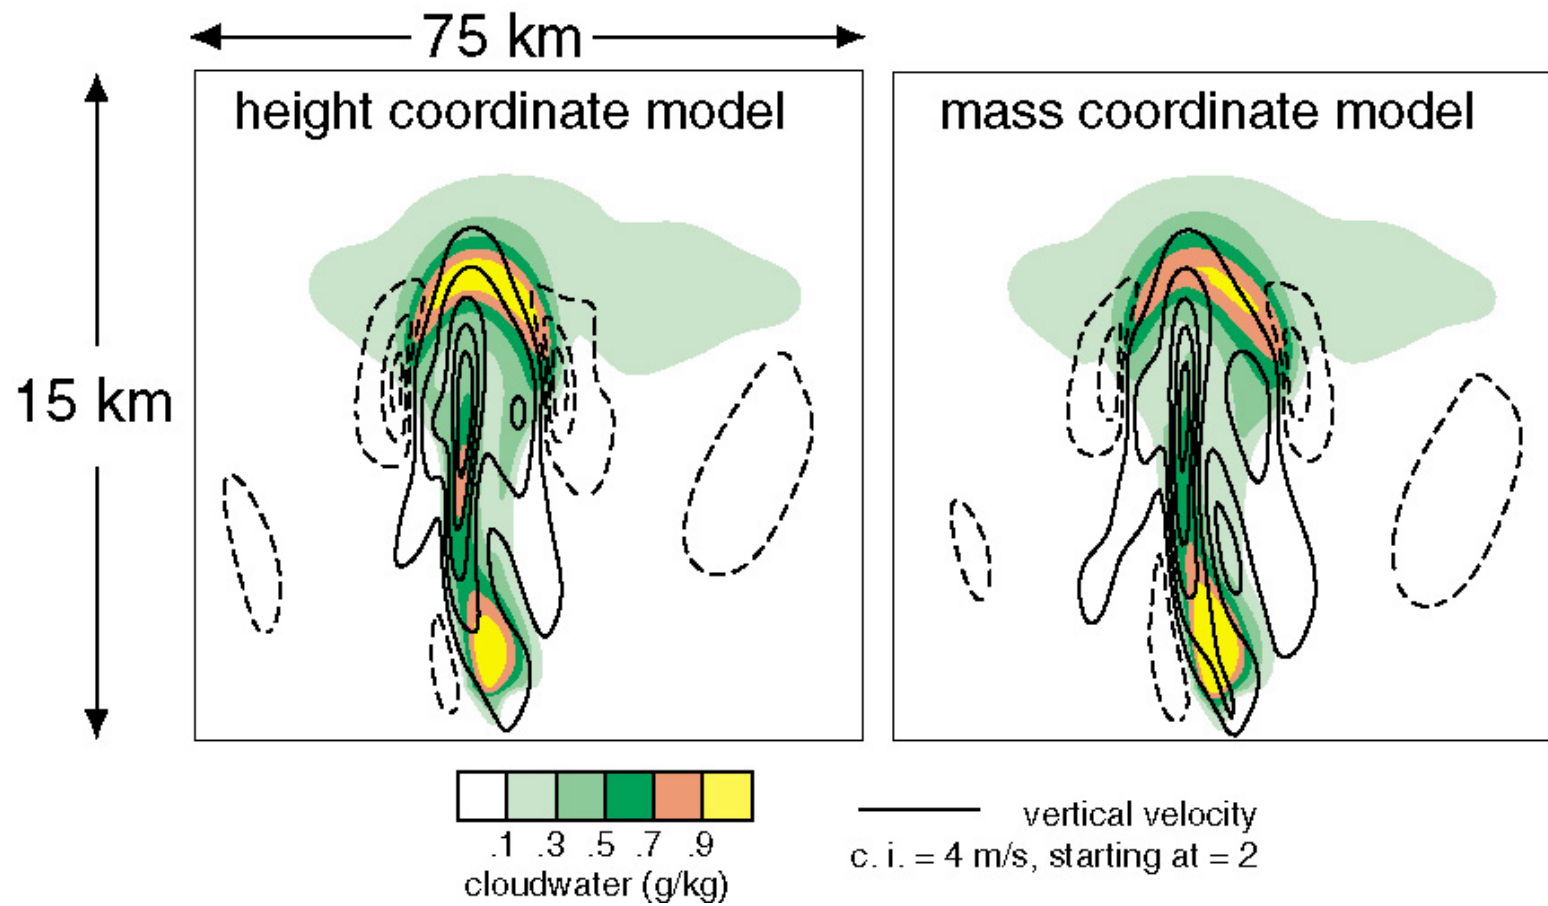 75 km
height coordinate model
mass coordinate model
15 km
.1 .3 .5 .7 .9
cloudwater (g/kg)
vertical velocity
c. i. = 4 m/s, starting at = 2